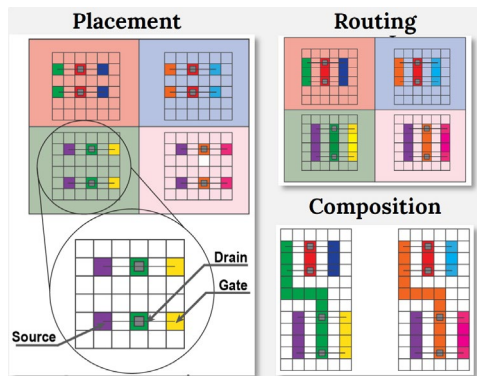 Placement
Routing
Drain
Gate
Source
Composition